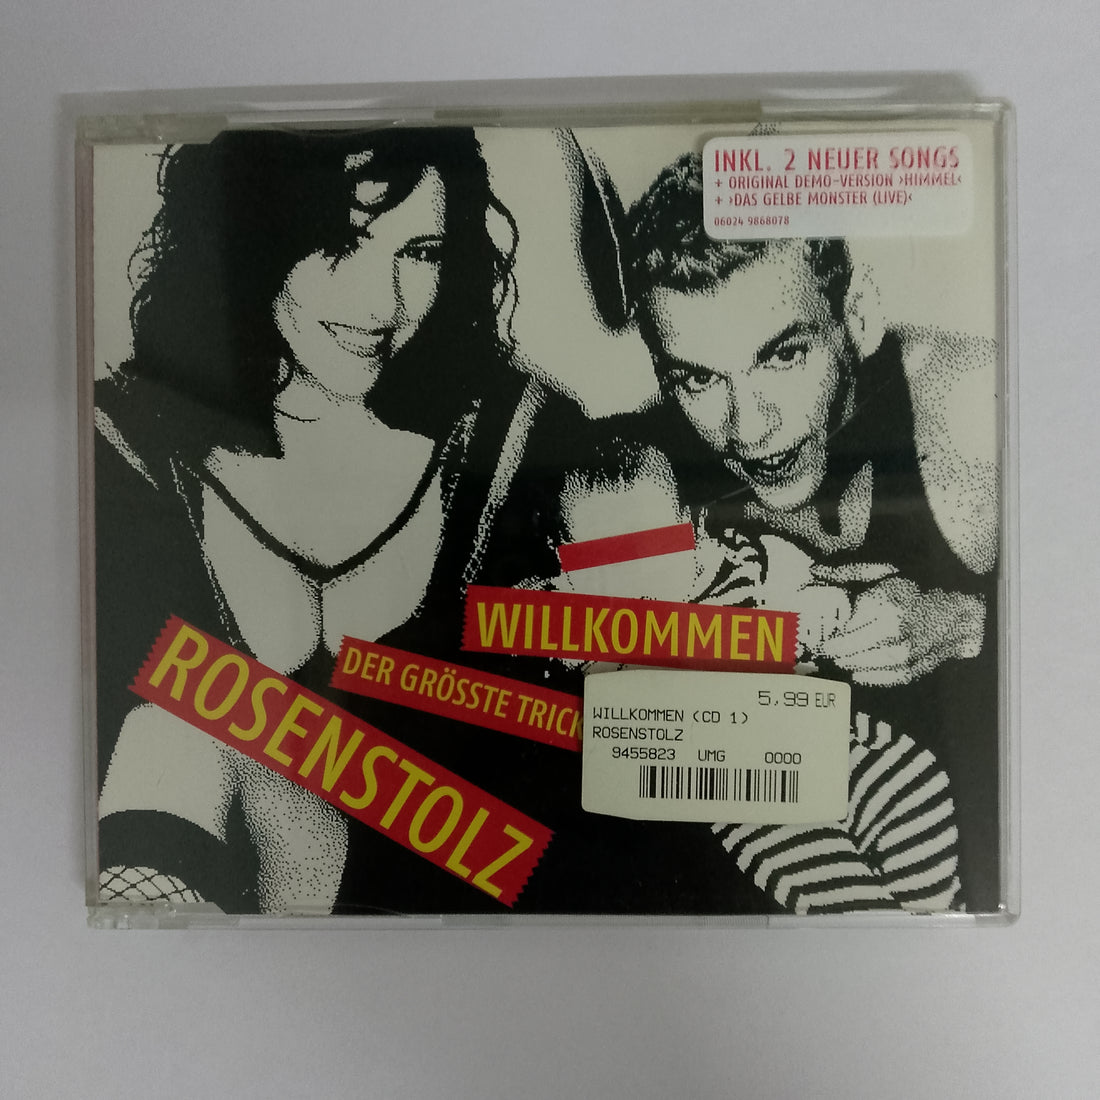 INKL. 2 NEUER SONGS
+ ORIGINAL DEMO-VERSION ›HIMMEL‹
+ ›DAS GELBE MONSTER (LIVE)‹
06024 9868078
WILLKOMMEN
DER GRÖSSTE TRICK
ROSENSTOLZ
5,99 EUR
WILLKOMMEN (CD 1)
ROSENSTOLZ
9455823 UMG 0000